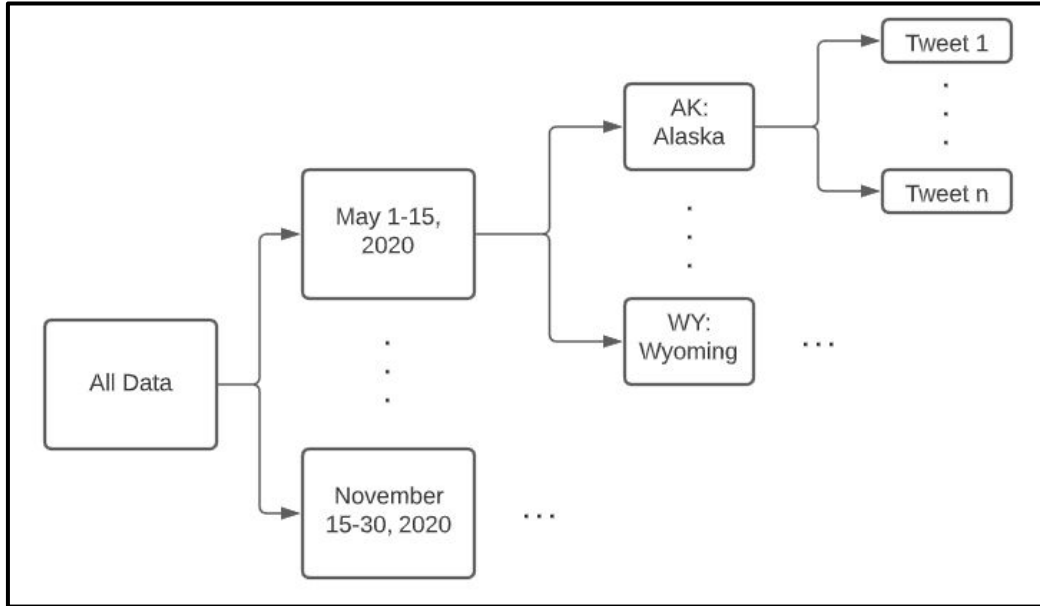 All Data
May 1-15,
2020
November
15-30, 2020
...
AK:
Alaska
WY:
Wyoming
...
Tweet 1
Tweet n